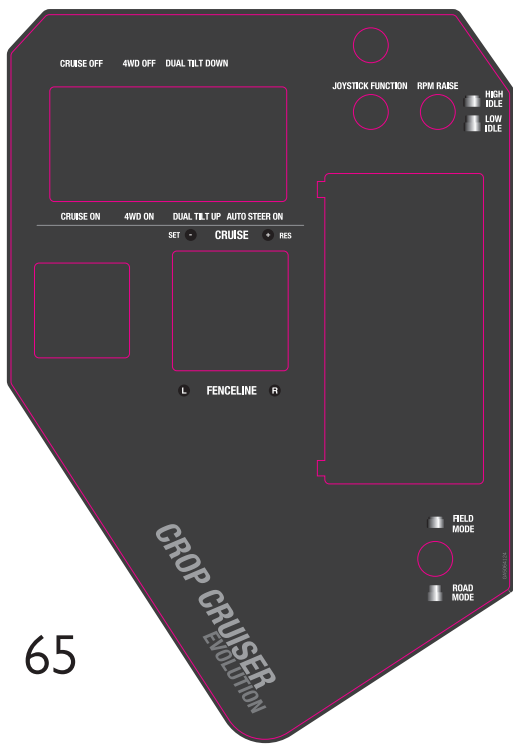 CRUISE OFF 4WD OFF DUAL TILT DOWN
JOYSTICK FUNCTION RPM RAISE
HIGH
IDLE
LOW
IDLE
CRUISE ON 4WD ON DUAL TILT UP AUTO STEER ON
SET - CRUISE + RES
L FENCELINE R
FIELD
MODE
ROAD
MODE
CROP CRUISER
EVOLUTION
65